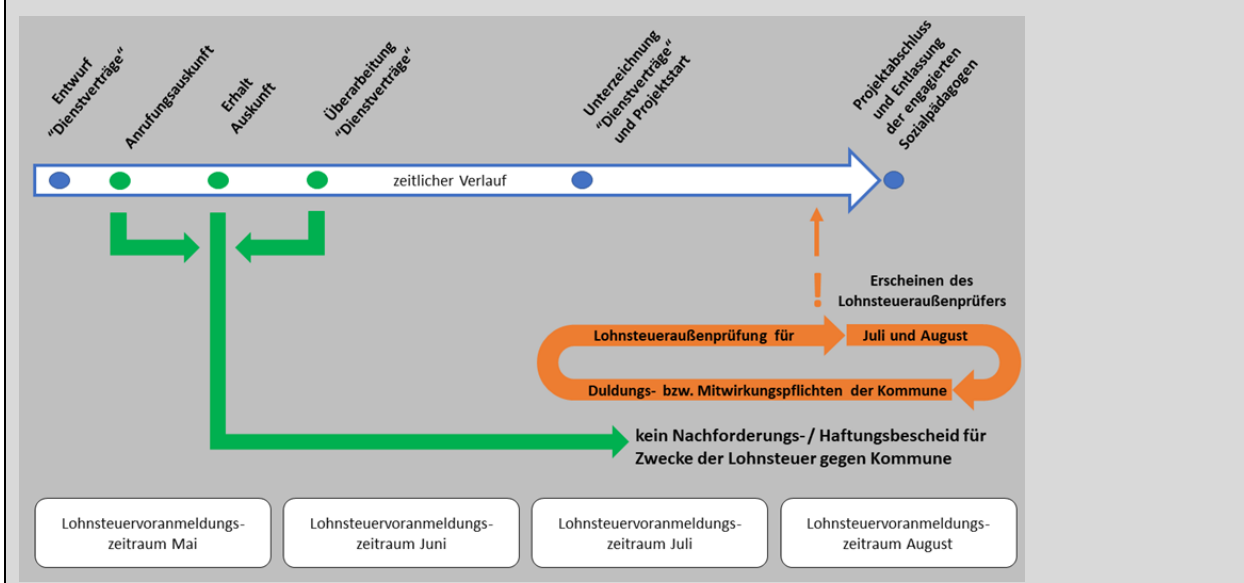 Entwurf
“Dienstverträge“
Anrufungsauskunft
Erhalt
Auskunft
Überarbeitung
“Dienstverträge“
Unterzeichnung
“Dienstverträge“
und Projektstart
Projektabschluss
und Entlassung
der engagierten
Sozialpädagogen
zeitlicher Verlauf
!
Erscheinen des
Lohnsteueraußenprüfers
Lohnsteueraußenprüfung für
Juli und August
Duldungs- bzw. Mitwirkungspflichten der Kommune
kein Nachforderungs-/ Haftungsbescheid für
Zwecke der Lohnsteuer gegen Kommune
Lohnsteuervoranmeldungs-
zeitraum Mai
Lohnsteuervoranmeldungs-
zeitraum Juni
Lohnsteuervoranmeldungs-
zeitraum Juli
Lohnsteuervoranmeldungs-
zeitraum August